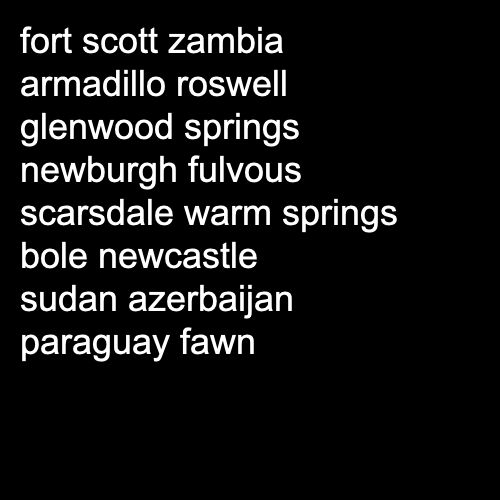 fort scott zambia
armadillo roswell
glenwood springs
newburgh fulvous
scarsdale warm springs
bole newcastle
sudan azerbaijan
paraguay fawn